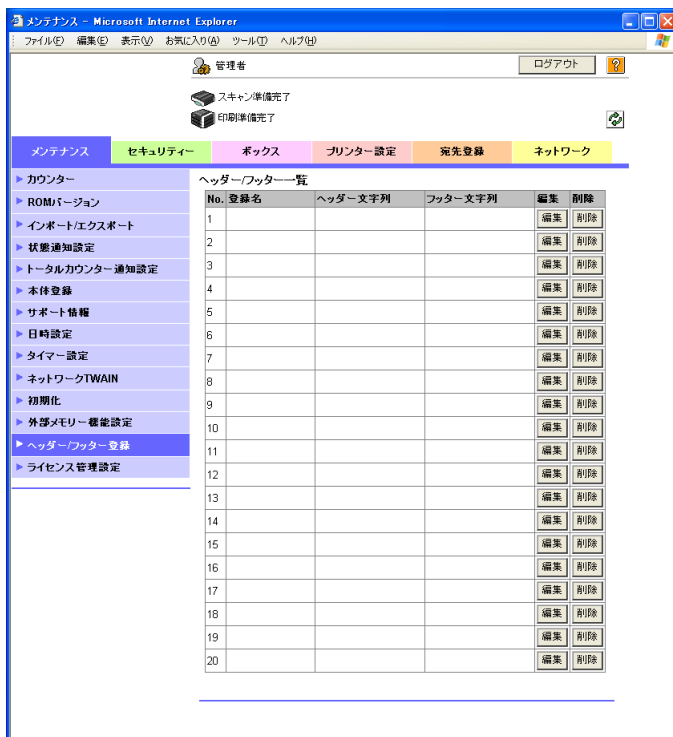 メンテナンス - Microsoft Internet Explorer
ファイル(F) 編集(E) 表示(V) お気に入り(A) ツール(T) ヘルプ(H)
管理者 ログアウト ?
スキャン準備完了
印刷準備完了
メンテナンス セキュリティー ボックス プリンター設定 宛先登録 ネットワーク
カウンター
ROMバージョン
インポート/エクスポート
状態通知設定
トータルカウンター通知設定
本体登録
サポート情報
日時設定
タイマー設定
ネットワークTWAIN
初期化
外部メモリー機能設定
ヘッダー/フッター登録
ライセンス管理設定
ヘッダー/フッター一覧
No. 登録名 ヘッダー文字列 フッター文字列 編集 削除
1 編集 削除
2 編集 削除
3 編集 削除
4 編集 削除
5 編集 削除
6 編集 削除
7 編集 削除
8 編集 削除
9 編集 削除
10 編集 削除
11 編集 削除
12 編集 削除
13 編集 削除
14 編集 削除
15 編集 削除
16 編集 削除
17 編集 削除
18 編集 削除
19 編集 削除
20 編集 削除